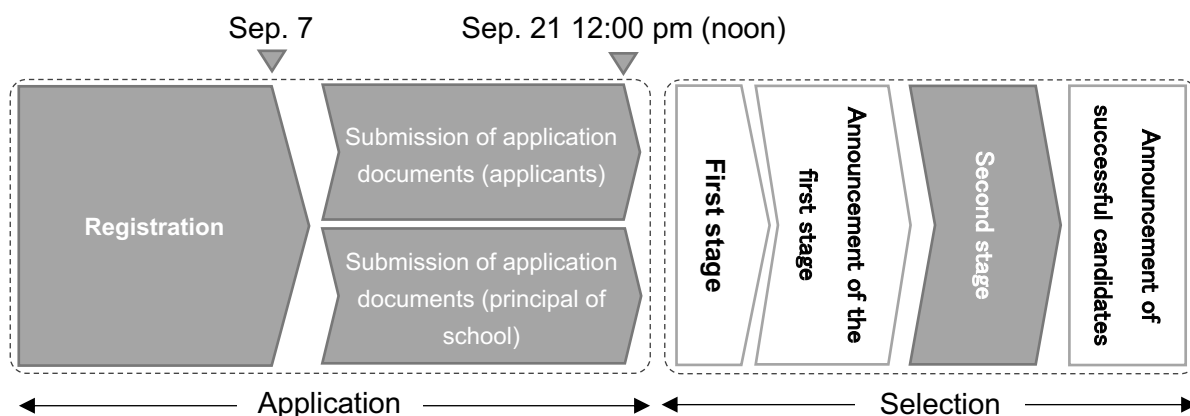 Sep. 7
Sep. 21 12:00 pm (noon)
Registration
Submission of application
documents (applicants)
Submission of application
documents (principal of
school)
First stage
Announcement of the
first stage
Second stage
Announcement of
successful candidates
Application
Selection